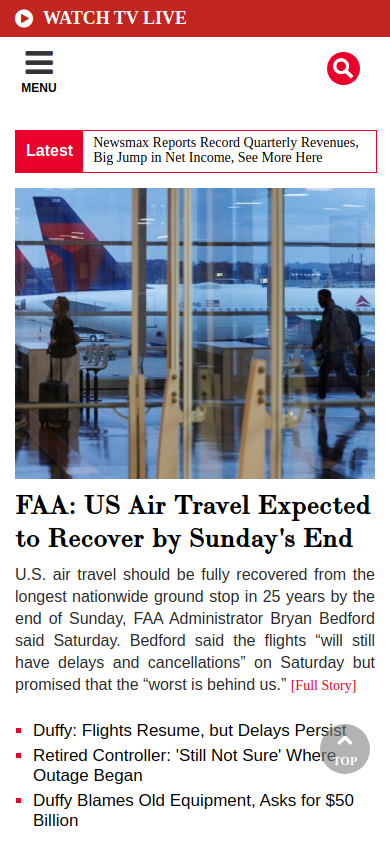 WATCH TV LIVE
MENU
Latest
Newsmax Reports Record Quarterly Revenues,
Big Jump in Net Income, See More Here
FAA: US Air Travel Expected
to Recover by Sunday's End
U.S. air travel should be fully recovered from the
longest nationwide ground stop in 25 years by the
end of Sunday, FAA Administrator Bryan Bedford
said Saturday. Bedford said the flights “will still
have delays and cancellations” on Saturday but
promised that the “worst is behind us.” [Full Story]
Duffy: Flights Resume, but Delays Persist
Retired Controller: 'Still Not Sure' Where
Outage Began
TOP
Duffy Blames Old Equipment, Asks for $50
Billion